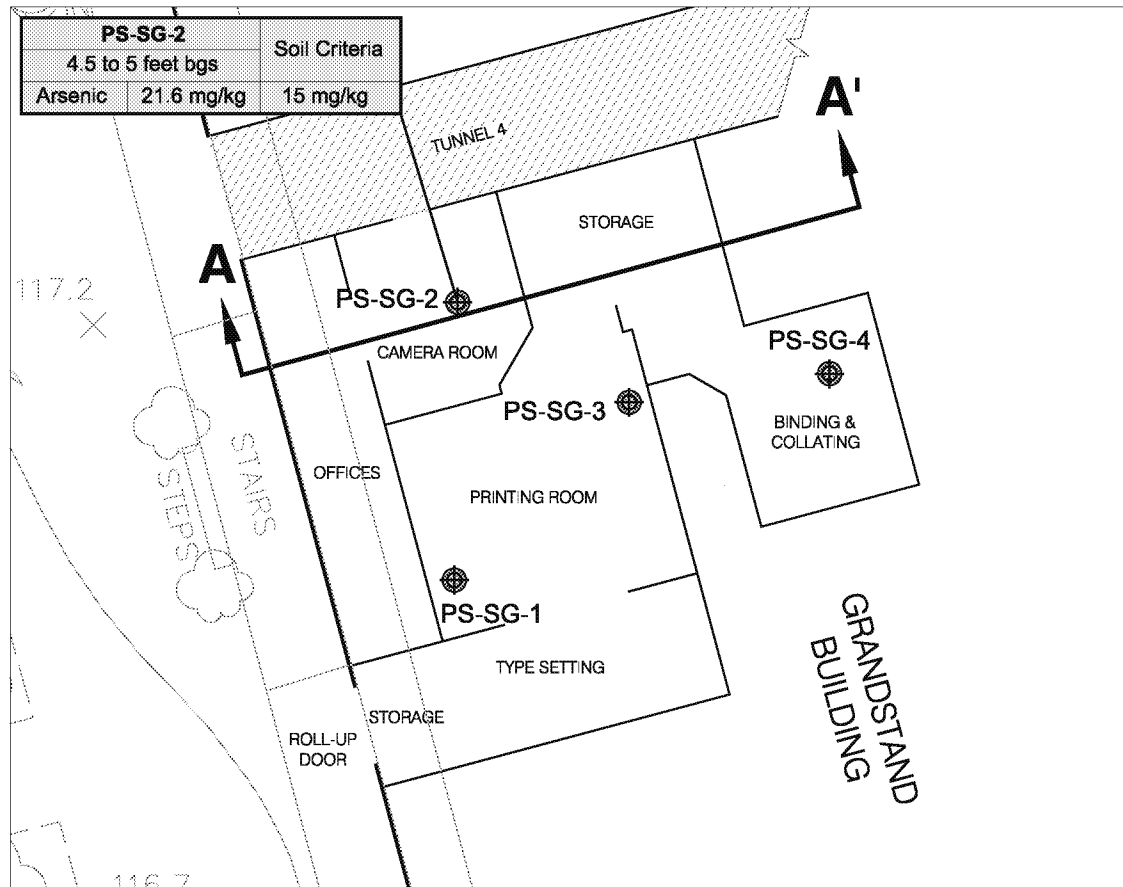 PS-SG-2
4.5 to 5 feet bgs
Soil Criteria
Arsenic 21.6 mg/kg 15 mg/kg
A'
TUNNEL 4
STORAGE
A
117.2
PS-SG-2
CAMERA ROOM
PS-SG-4
PS-SG-3
BINDING &
COLLATING
OFFICES
STAIRS
STEPS
PRINTING ROOM
PS-SG-1
TYPE SETTING
GRANDSTAND
BUILDING
STORAGE
ROLL-UP
DOOR
116.7